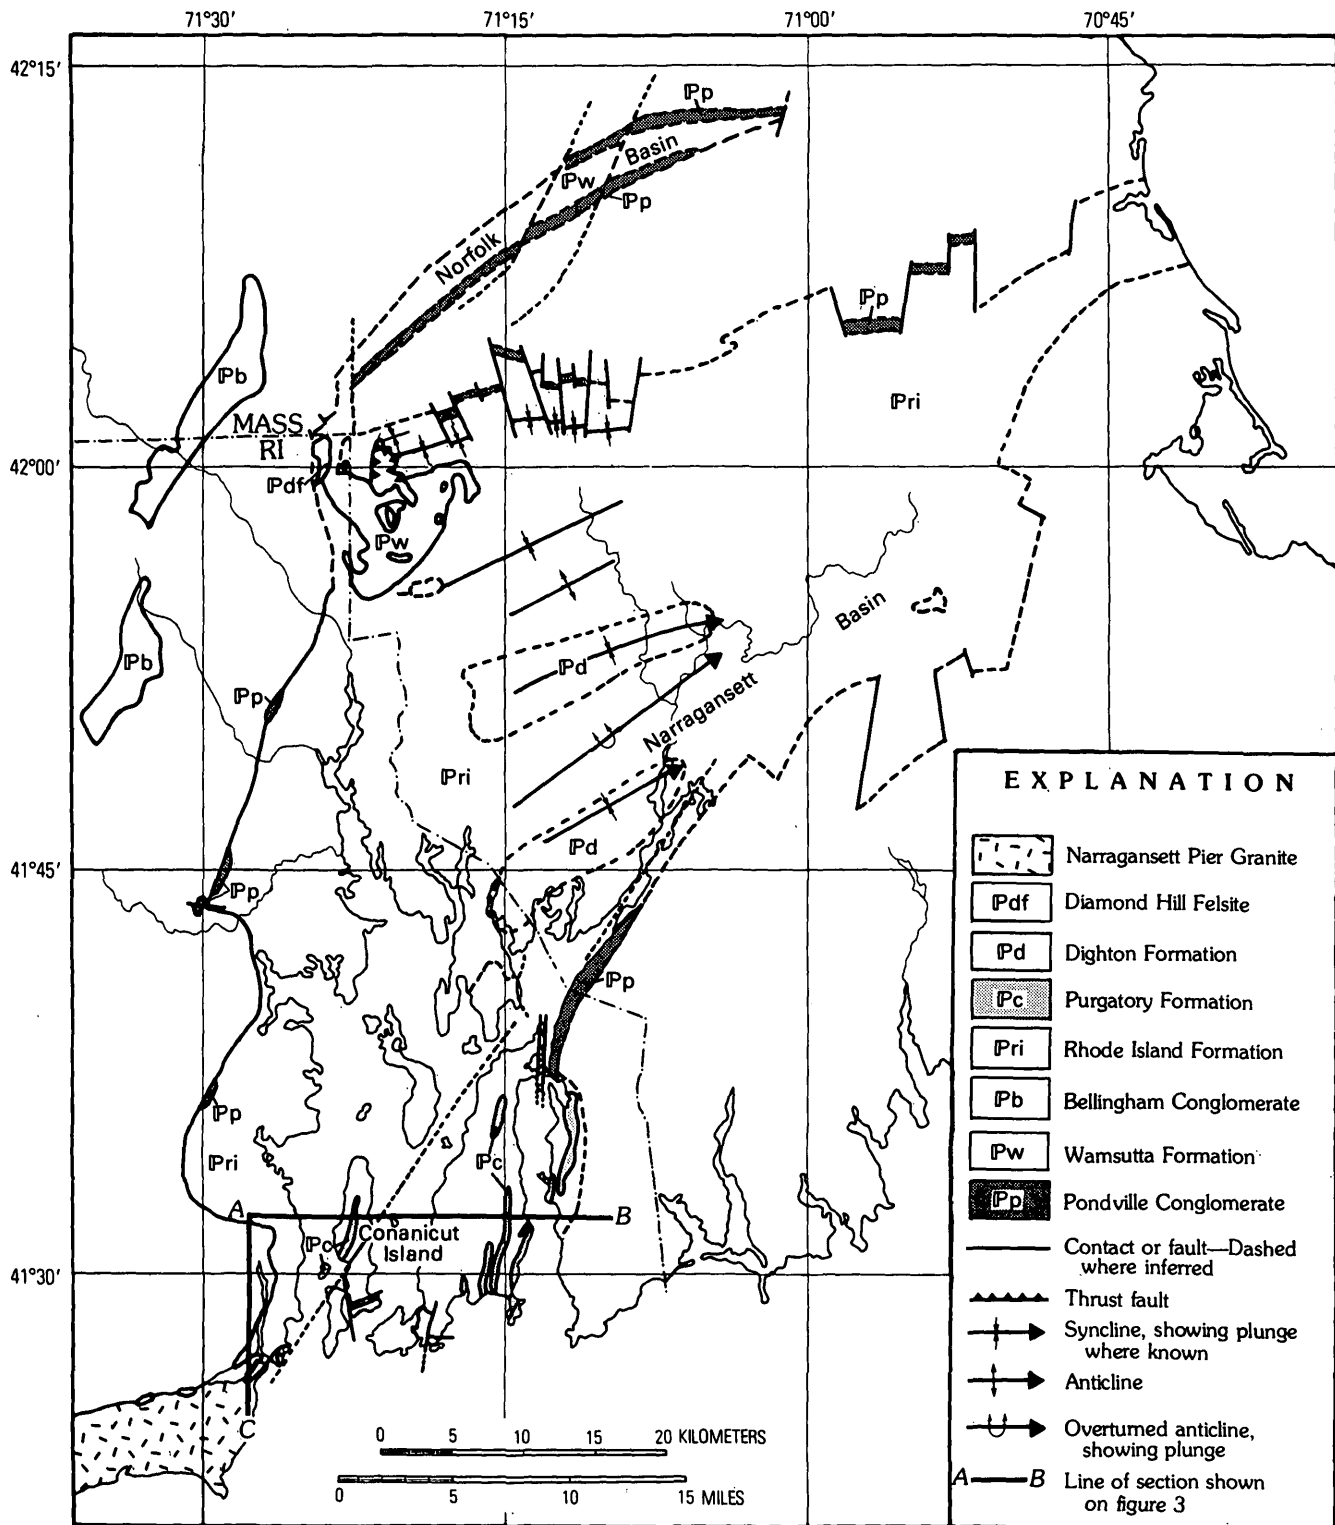 71°30′ 71°15′ 71°00′ 70°45′
42°15′
ℙp
Basin
ℙw
ℙp
Norfolk
ℙp
ℙb
ℙri
MASS
RI
42°00′
ℙdf
ℙw
Basin
ℙb
ℙd
ℙp
Narragansett
ℙri
ℙd
41°45′
ℙp
ℙp
ℙp
ℙc
ℙri
A
B
ℙc
Conanicut
Island
41°30′
C
0 5 10 15 20 KILOMETERS
0 5 10 15 MILES
EXPLANATION
Narragansett Pier Granite
ℙdf Diamond Hill Felsite
ℙd Dighton Formation
ℙc Purgatory Formation
ℙri Rhode Island Formation
ℙb Bellingham Conglomerate
ℙw Wamsutta Formation
ℙp Pondville Conglomerate
Contact or fault—Dashed
where inferred
Thrust fault
Syncline, showing plunge
where known
Anticline
Overturned anticline,
showing plunge
A B Line of section shown
on figure 3